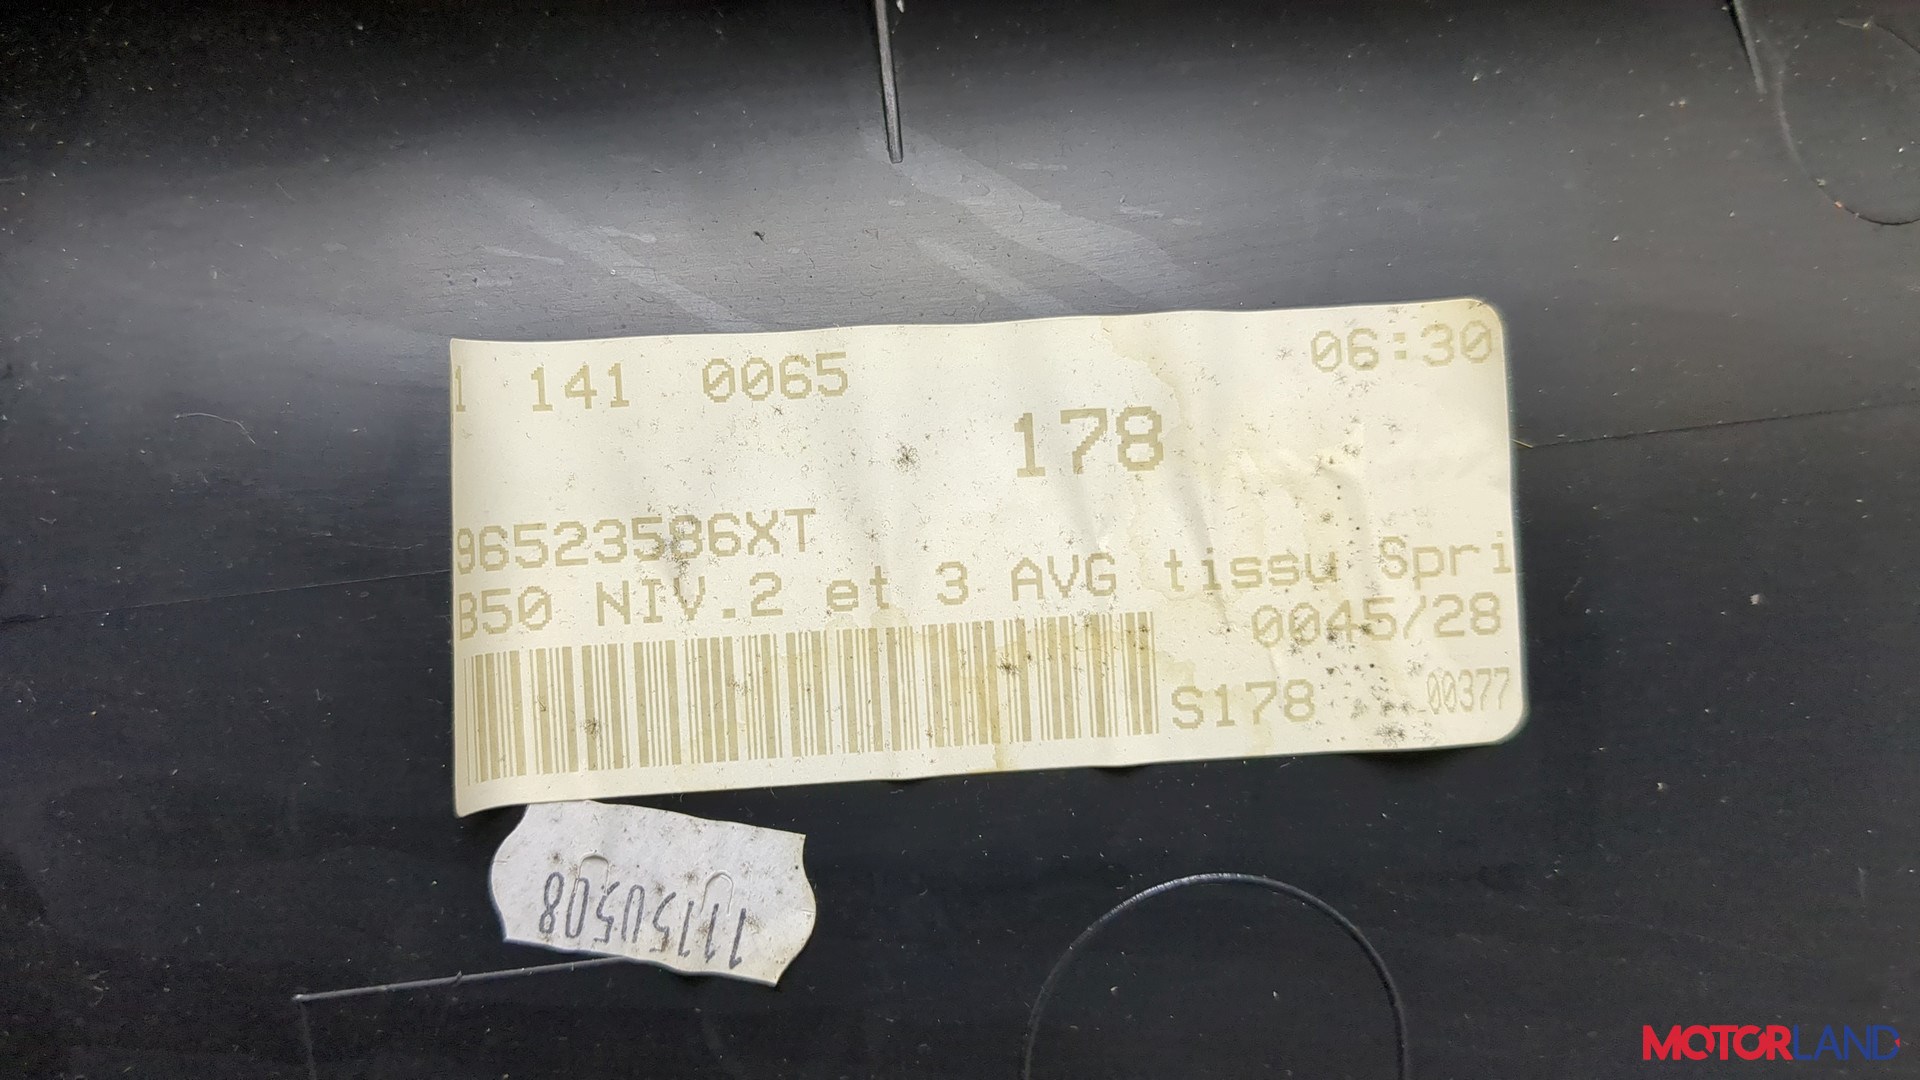 1 141 0065 06:30
178
96523586XT
B50 NIV.2 et 3 AVG tissu Spri
0045/28
S178 00377
11150508
MOTORLAND